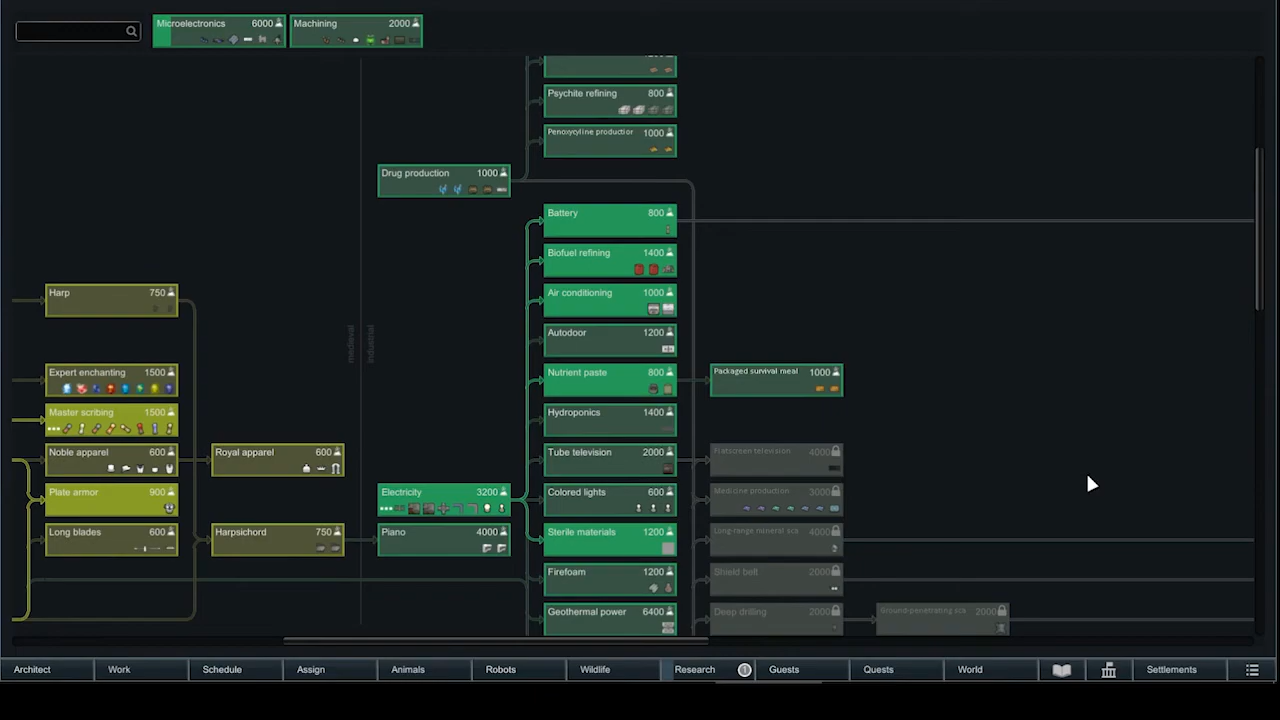 Microelectronics 6000
Machining 2000
Psychite refining 800
Penoxycyline production 1000
Drug production 1000
Battery 800
Biofuel refining 1400
Harp 750
Air conditioning 1000
medieval
industrial
Autodoor 1200
Expert enchanting 1500
Nutrient paste 800
Packaged survival meal 1000
Master scribing 1500
Hydroponics 1400
Noble apparel 600
Royal apparel 600
Tube television 2000
Flatscreen television 4000
Plate armor 900
Electricity 3200
Colored lights 600
Medicine production 3000
Long blades 600
Harpsichord 750
Piano 4000
Sterile materials 1200
Long-range mineral sca
Firefoam 1200
Shield belt 2000
Geothermal power 6400
Deep drilling 2000
Ground-penetrating sca 2000
Architect
Work
Schedule
Assign
Animals
Robots
Wildlife
Research
Guests
Quests
World
Settlements